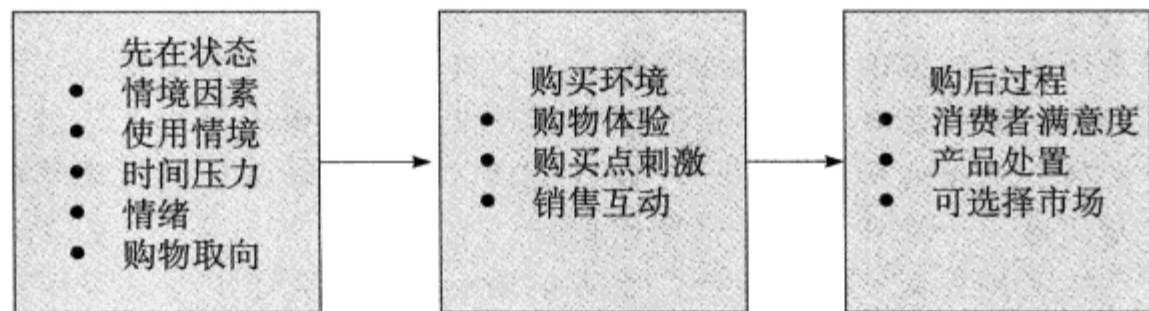 先在状态
• 情境因素
• 使用情境
• 时间压力
• 情绪
• 购物取向
购买环境
• 购物体验
• 购买点刺激
• 销售互动
购后过程
• 消费者满意度
• 产品处置
• 可选择市场